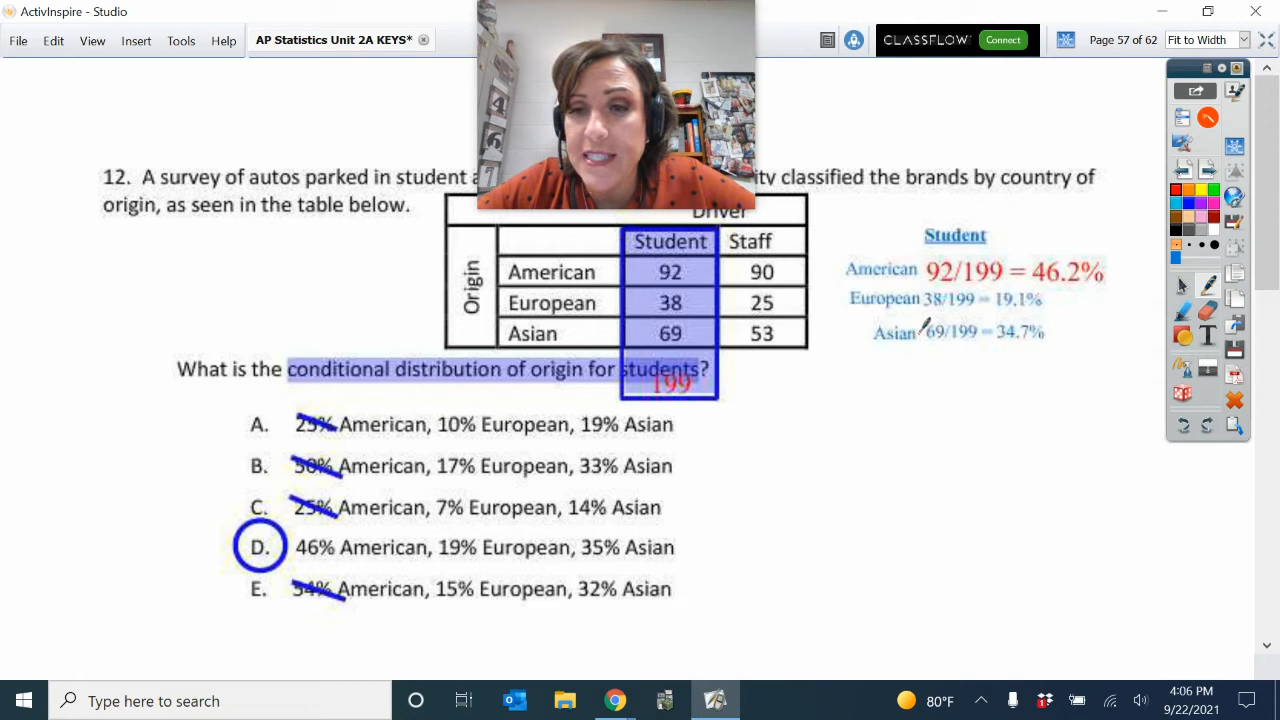 ActivInspire - Studio
File Edit View Insert Tools Help
AP Statistics Unit 2A KEYS*
CLASSFLOW Connect
Page 57 of 62
Fit to Width
12. A survey of autos parked in student ity classified the brands by country of
origin, as seen in the table below.
Driver
Origin
Student Staff
American 92 90
European 38 25
Asian 69 53
199
Student
American 92/199 = 46.2%
European 38/199 = 19.1%
Asian 69/199 = 34.7%
What is the conditional distribution of origin for students?
A. 25% American, 10% European, 19% Asian
B. 50% American, 17% European, 33% Asian
C. 25% American, 7% European, 14% Asian
D. 46% American, 19% European, 35% Asian
E. 54% American, 15% European, 32% Asian
Type here to search
80°F
4:06 PM
9/22/2021